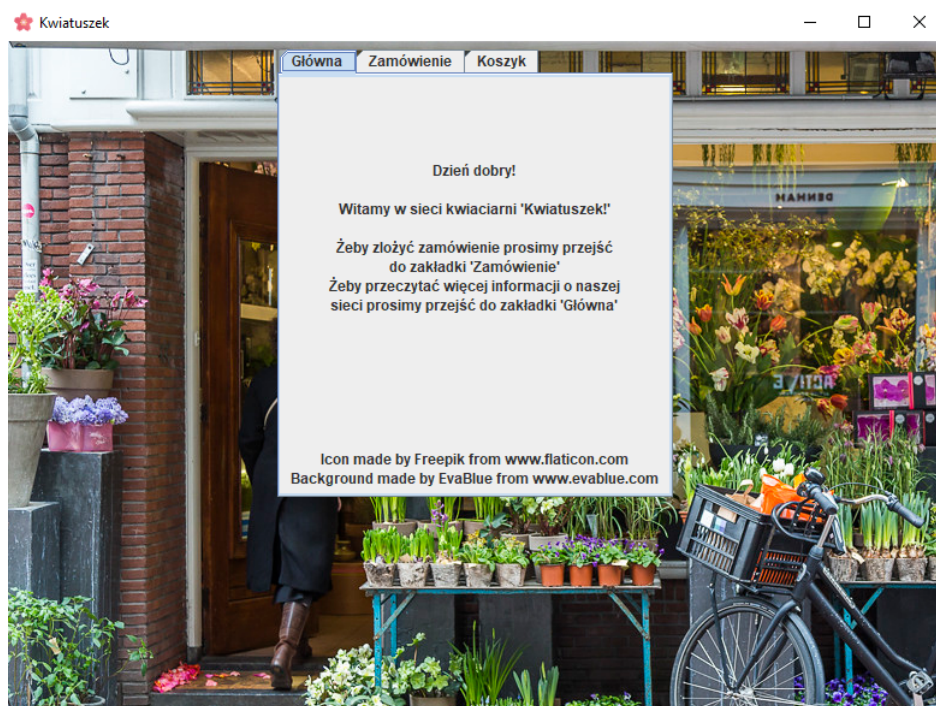 Kwiatuszek
Główna Zamówienie Koszyk
Dzień dobry!
Witamy w sieci kwiaciarni 'Kwiatuszek!'
Żeby zlożyć zamówienie prosimy przejść
do zakładki 'Zamówienie'
Żeby przeczytać więcej informacji o naszej
sieci prosimy przejść do zakładki 'Główna'
Icon made by Freepik from www.flaticon.com
Background made by EvaBlue from www.evablue.com
DENHAM